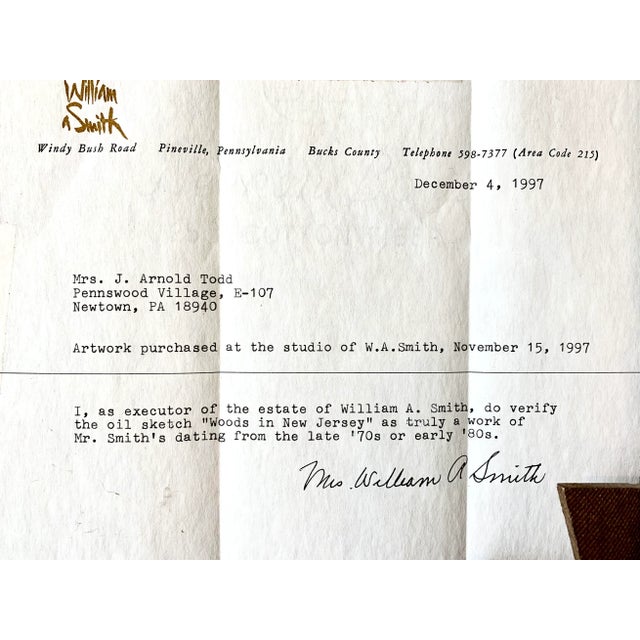 William
A Smith
Windy Bush Road Pineville, Pennsylvania Bucks County Telephone 598-7377 (Area Code 215)
December 4, 1997
Mrs. J. Arnold Todd
Pennswood Village, E-107
Newtown, PA 18940
Artwork purchased at the studio of W.A.Smith, November 15, 1997
I, as executor of the estate of William A. Smith, do verify
the oil sketch "Woods in New Jersey" as truly a work of
Mr. Smith's dating from the late '70s or early '80s.
Mrs. William A Smith